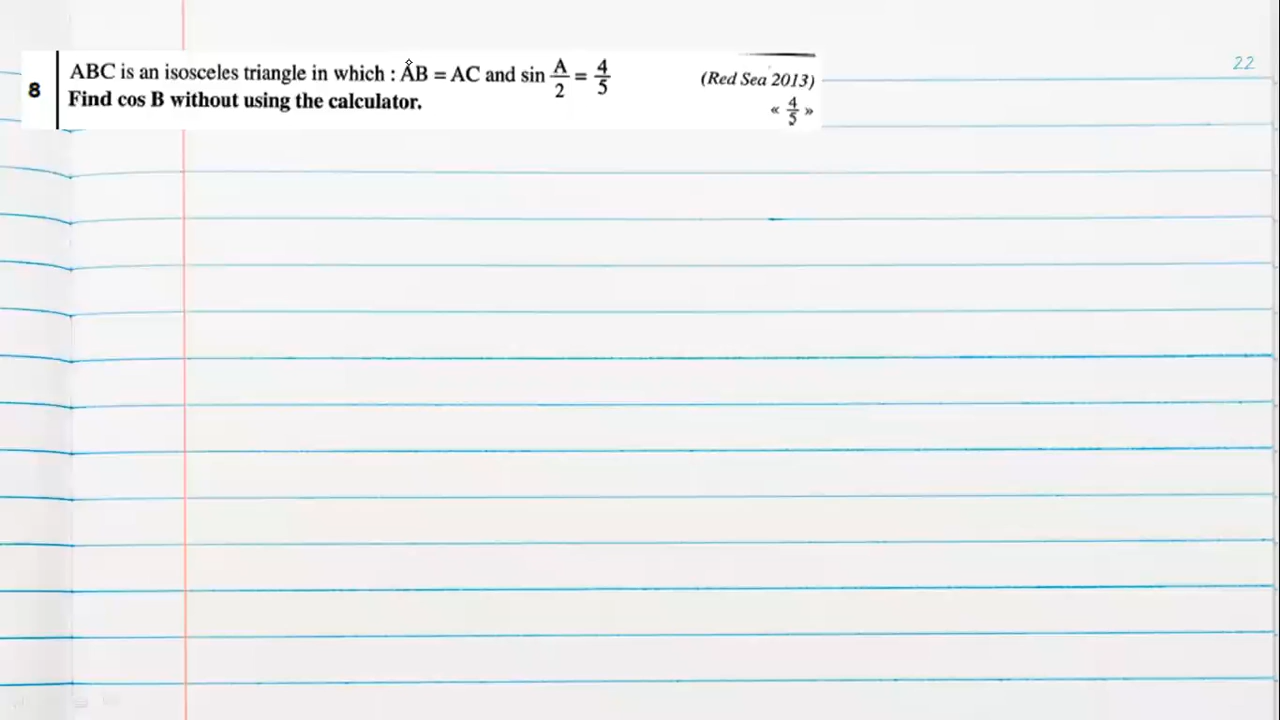 22
8
ABC is an isosceles triangle in which : AB = AC and sin A/2 = 4/5
(Red Sea 2013)
Find cos B without using the calculator.
« 4/5 »